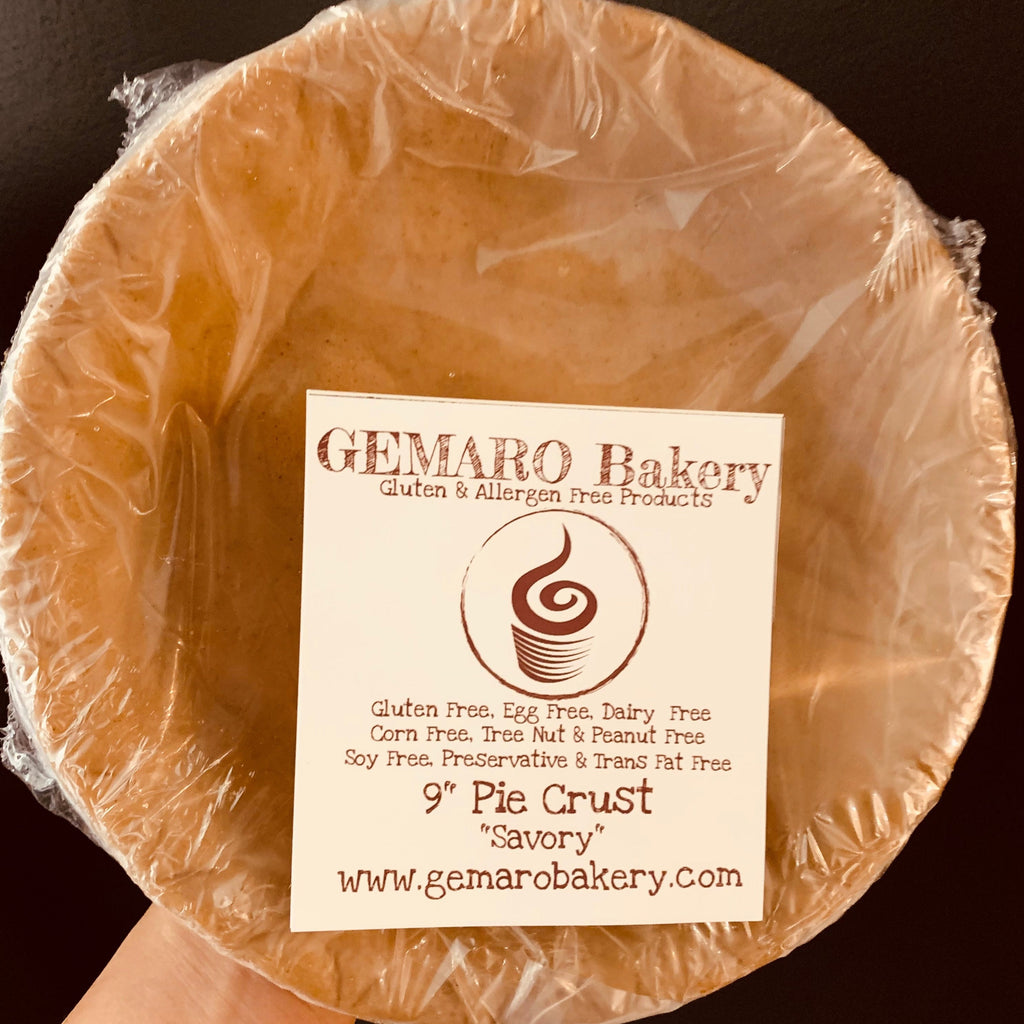 GEMARO Bakery
Gluten & Allergen Free Products
Gluten Free, Egg Free, Dairy Free
Corn Free, Tree Nut & Peanut Free
Soy Free, Preservative & Trans Fat Free
9" Pie Crust
"Savory"
www.gemarobakery.com